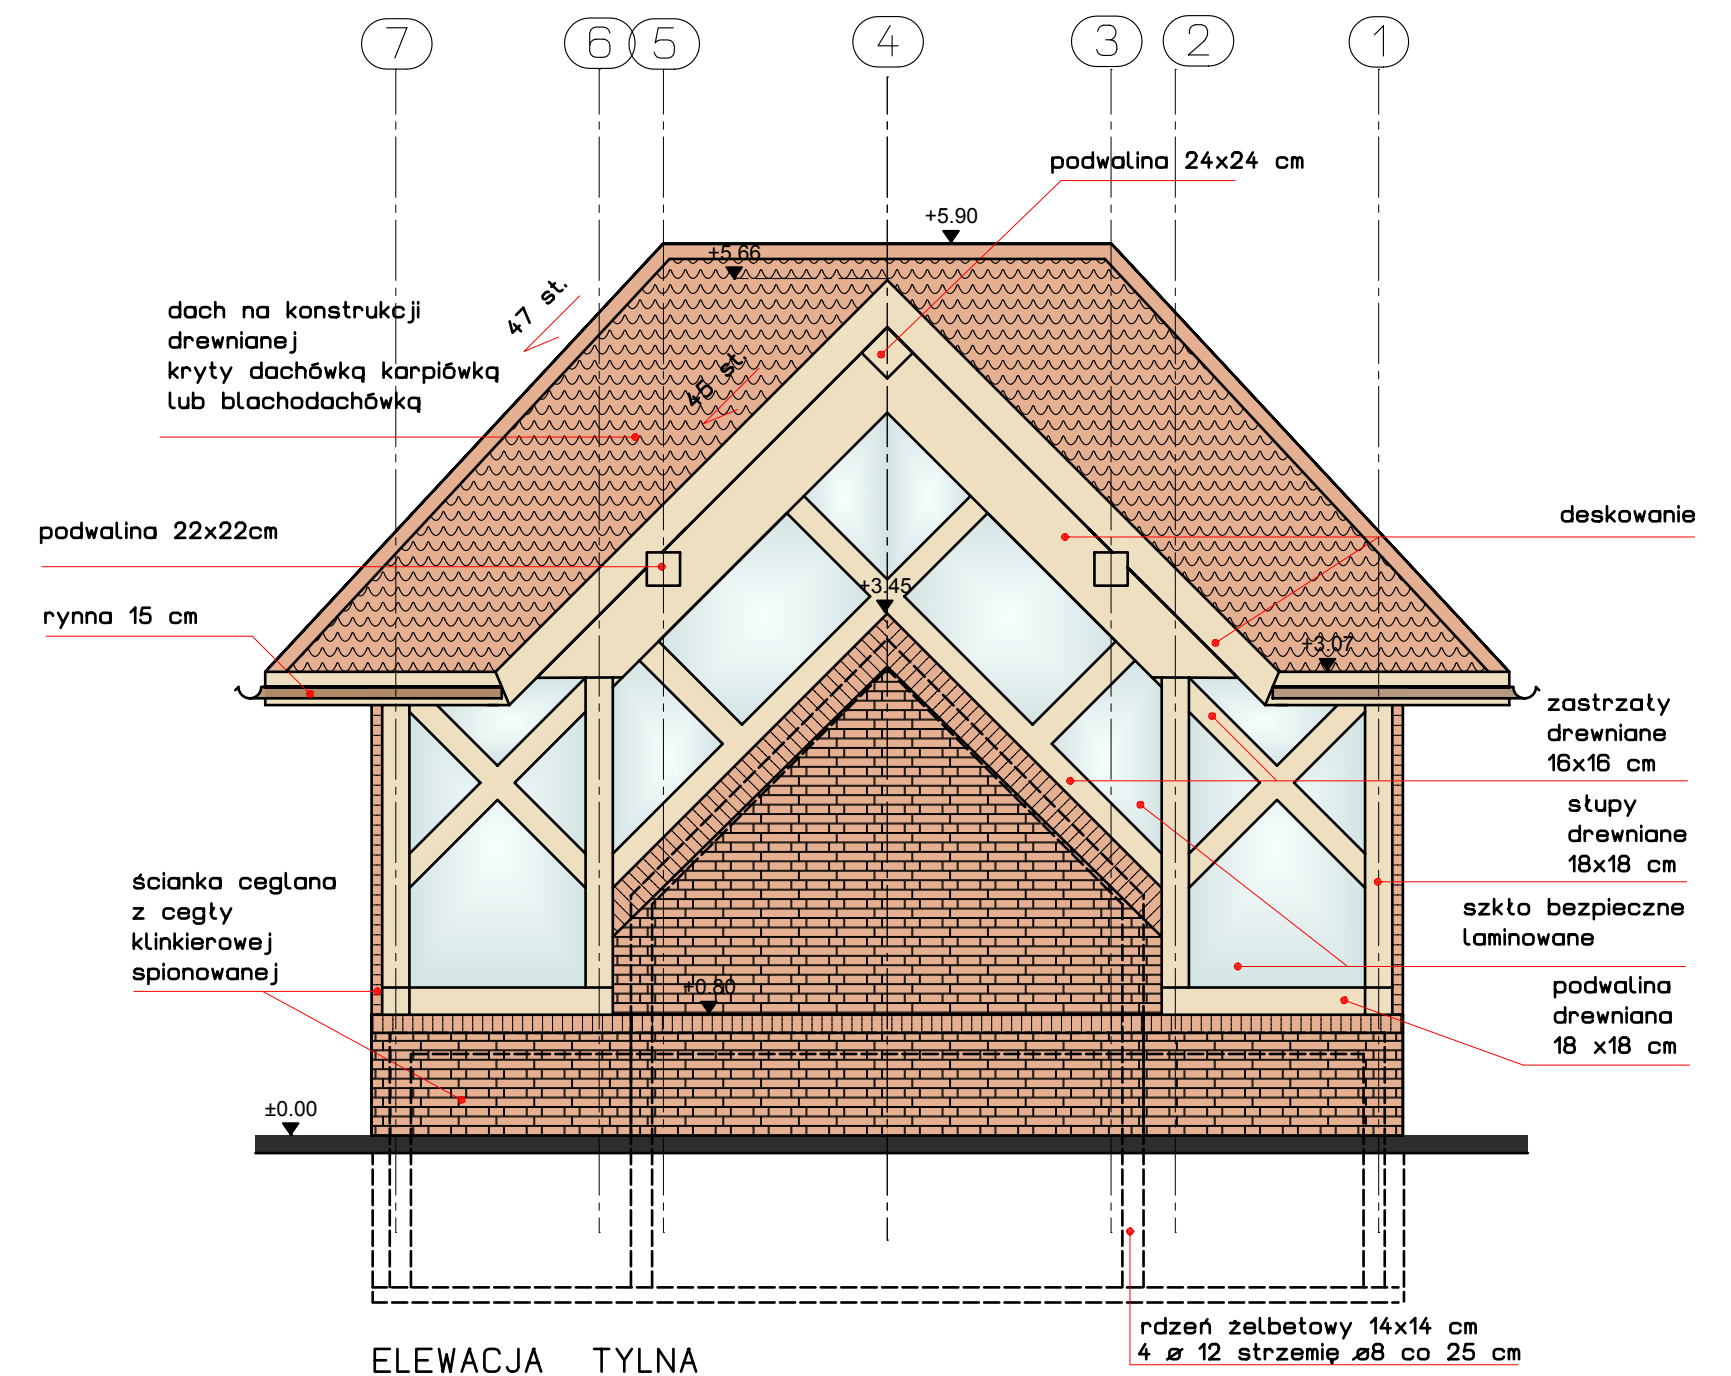 7
6
5
4
3
2
1
podwalina 24x24 cm
+5.90
+5.66
47 st.
dach na konstrukcji
drewnianej
kryty dachówką karpiówką
lub blachodachówką
45 st.
podwalina 22x22cm
deskowanie
rynna 15 cm
+3.45
+3.07
zastrzały
drewniane
16x16 cm
słupy
drewniane
18x18 cm
ścianka ceglana
z cegły
klinkierowej
spionowanej
szkło bezpieczne
laminowane
+0.80
podwalina
drewniana
18 x18 cm
±0.00
rdzeń żelbetowy 14x14 cm
4 ø 12 strzemię ø8 co 25 cm
ELEWACJA TYLNA